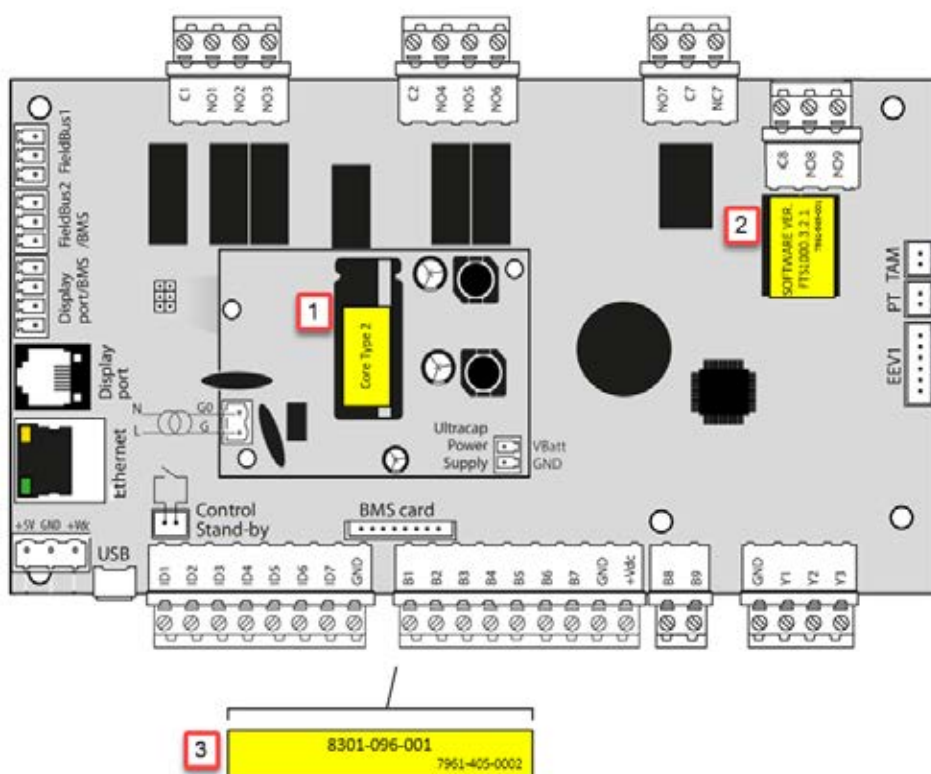 C1 NO1 NO2 NO3
C2 NO4 NO5 NO6
NO7 C7 NC7
C8 NO8 NO9
FieldBus1
FieldBus2
/BMS
Display
port/BMS
Display
port
Ethernet
+5V GND +Vdc
USB
1
Core Type 2
2
SOFTWARE VER.
FTS1000.3.2.1
TAM
PT
EEV1
N
L
G0
G
Ultracap
Power
Supply
VBatt
GND
Control
Stand-by
BMS card
ID1 ID2 ID3 ID4 ID5 ID6 ID7 GND
B1 B2 B3 B4 B5 B6 B7 GND +Vdc
B8 B9
GND Y1 Y2 Y3
3
8301-096-001
7961-405-0002